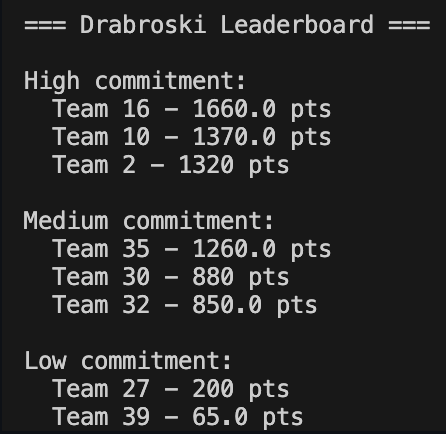 === Drabroski Leaderboard ===
High commitment:
Team 16 – 1660.0 pts
Team 10 – 1370.0 pts
Team 2 – 1320 pts
Medium commitment:
Team 35 – 1260.0 pts
Team 30 – 880 pts
Team 32 – 850.0 pts
Low commitment:
Team 27 – 200 pts
Team 39 – 65.0 pts